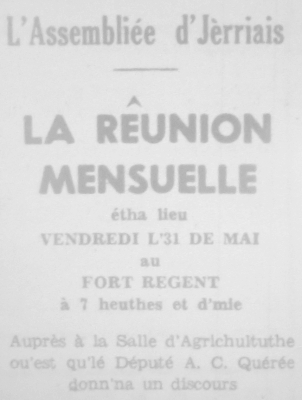 L'Assembliée d'Jèrriais
LA RÊUNION
MENSUELLE
étha lieu
VENDREDI L'31 DE MAI
au
FORT REGENT
à 7 heuthes et d'mie
Auprès à la Salle d'Agrichultuthe
ou'est qu'lé Député A. C. Quérée
donn'na un discours